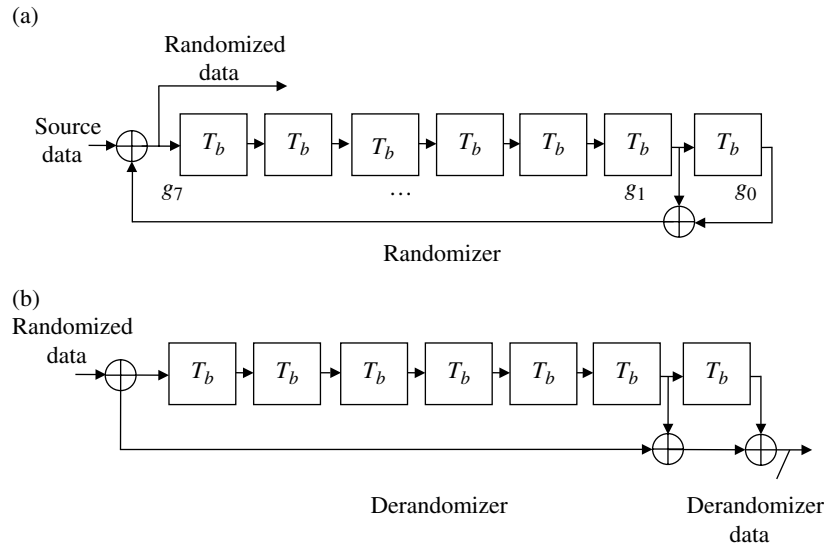 (a)
Randomized
data
Source
data
T_b T_b T_b T_b T_b T_b T_b
g_7 ... g_1 g_0
Randomizer
(b)
Randomized
data
T_b T_b T_b T_b T_b T_b T_b
Derandomizer
Derandomizer
data